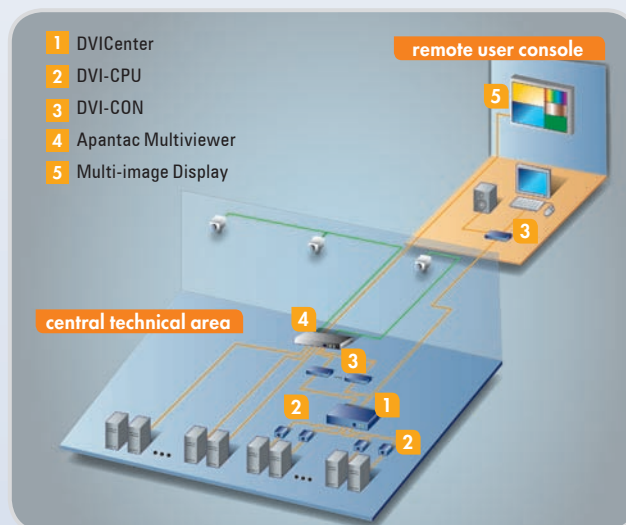 1 DVICenter
2 DVI-CPU
3 DVI-CON
4 Apantac Multiviewer
5 Multi-image Display
remote user console
5
3
central technical area
4
3
2
1
2